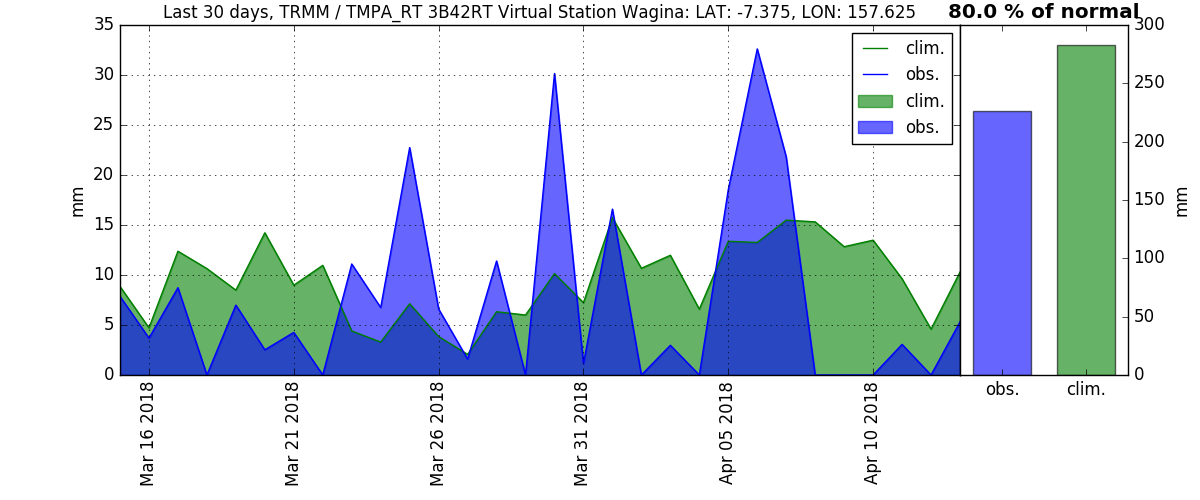 Last 30 days, TRMM / TMPA_RT 3B42RT Virtual Station Wagina: LAT: -7.375, LON: 157.625
80.0 % of normal
35
30
25
20
15
10
5
0
mm
clim.
obs.
clim.
obs.
Mar 16 2018
Mar 21 2018
Mar 26 2018
Mar 31 2018
Apr 05 2018
Apr 10 2018
300
250
200
150
100
50
0
mm
obs.
clim.